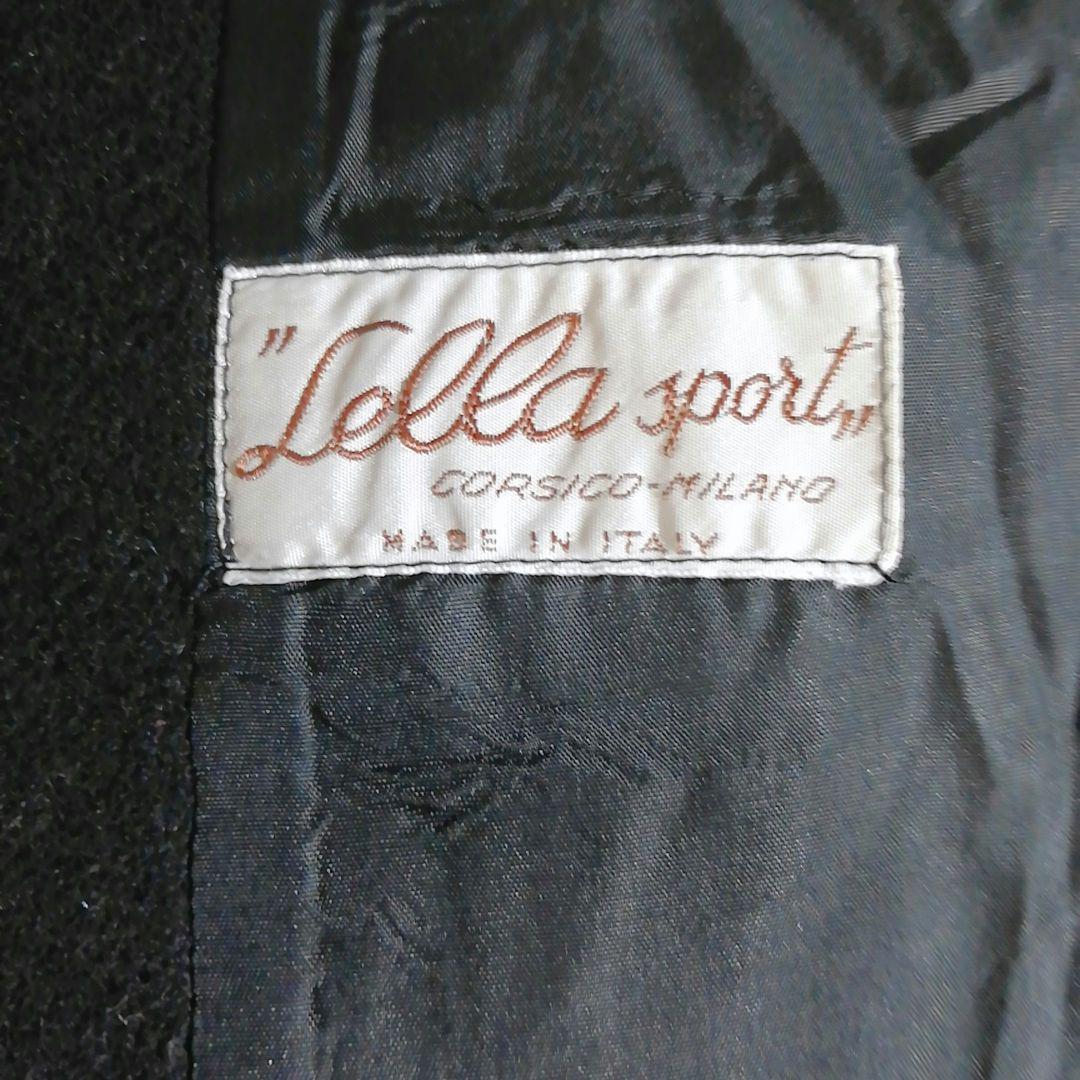 "Lella sport"
CORSICO-MILANO
MADE IN ITALY